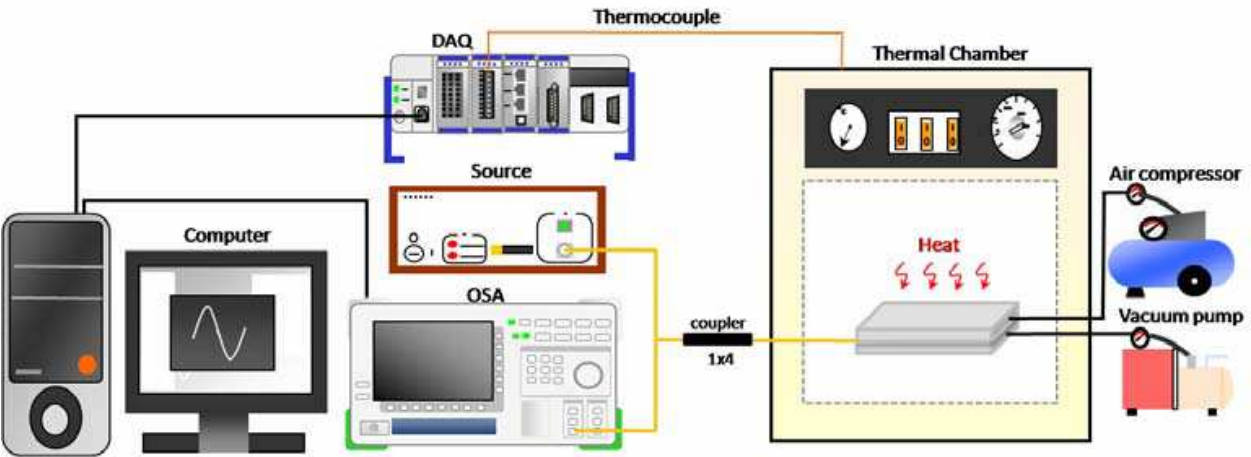 Thermocouple
DAQ
Thermal Chamber
Source
Air compressor
Computer
Heat
OSA
coupler
1x4
Vacuum pump